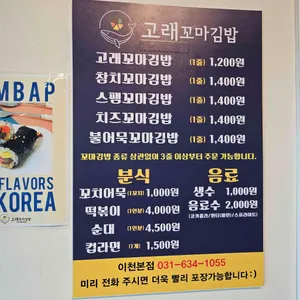 MBAP
FLAVORS
KOREA
고래꼬마김밥
고래꼬마김밥 (1줄) 1,200원
참치꼬마김밥 (1줄) 1,400원
스팸꼬마김밥 (1줄) 1,400원
치즈꼬마김밥 (1줄) 1,400원
불어묵꼬마김밥 (1줄) 1,400원
꼬마김밥 종류 상관없이 3줄 이상부터 주문 가능합니다.
분식
꼬치어묵 (1꼬치) 1,000원
떡볶이 (1인분) 4,000원
순대 (1인분) 4,500원
컵라면 (1개) 1,500원
음료
생수 1,000원
음료수 2,000원
이천본점 031-634-1055
미리 전화 주시면 더욱 빨리 포장가능합니다:)